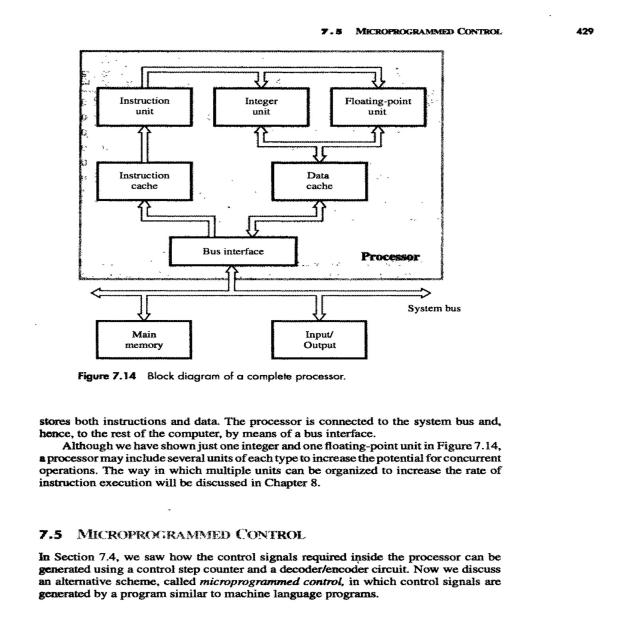 7.5 MICROPROGRAMMED CONTROL 429
Instruction
unit
Integer
unit
Floating-point
unit
Instruction
cache
Data
cache
Bus interface
Processor
System bus
Main
memory
Input/
Output
Figure 7.14 Block diagram of a complete processor.
stores both instructions and data. The processor is connected to the system bus and,
hence, to the rest of the computer, by means of a bus interface.
Although we have shown just one integer and one floating-point unit in Figure 7.14,
a processor may include several units of each type to increase the potential for concurrent
operations. The way in which multiple units can be organized to increase the rate of
instruction execution will be discussed in Chapter 8.
7.5 MICROPROGRAMMED CONTROL
In Section 7.4, we saw how the control signals required inside the processor can be
generated using a control step counter and a decoder/encoder circuit. Now we discuss
an alternative scheme, called microprogrammed control, in which control signals are
generated by a program similar to machine language programs.